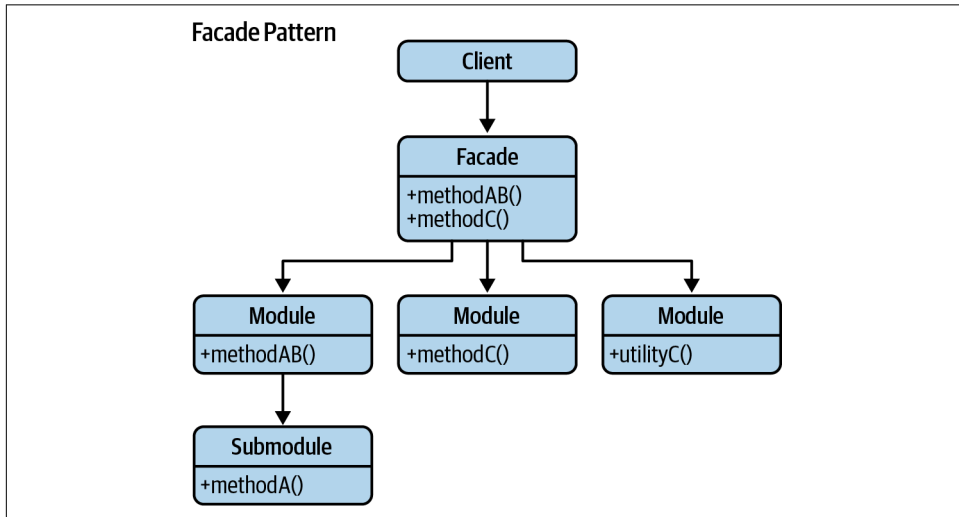 Facade Pattern
Client
Facade
+methodAB()
+methodC()
Module
+methodAB()
Module
+methodC()
Module
+utilityC()
Submodule
+methodA()